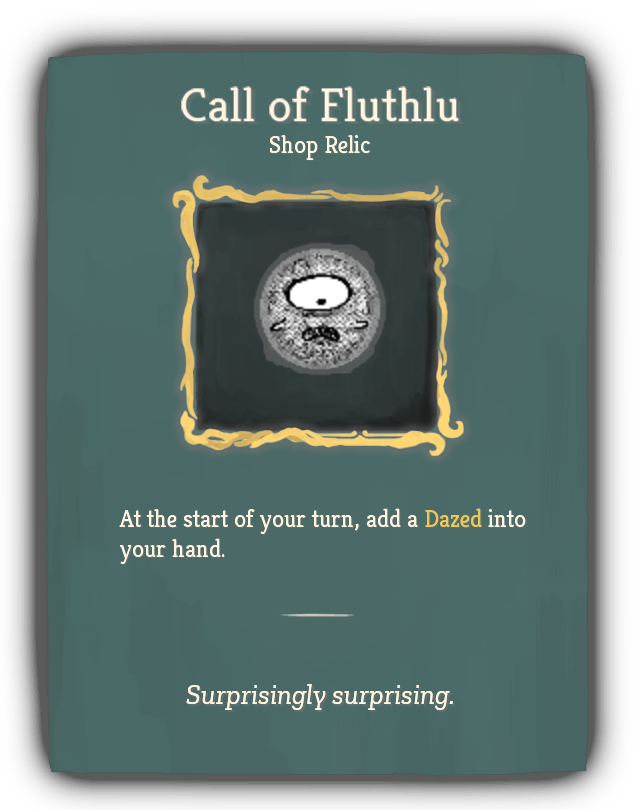 Call of Fluthlu
Shop Relic
At the start of your turn, add a Dazed into
your hand.
Surprisingly surprising.